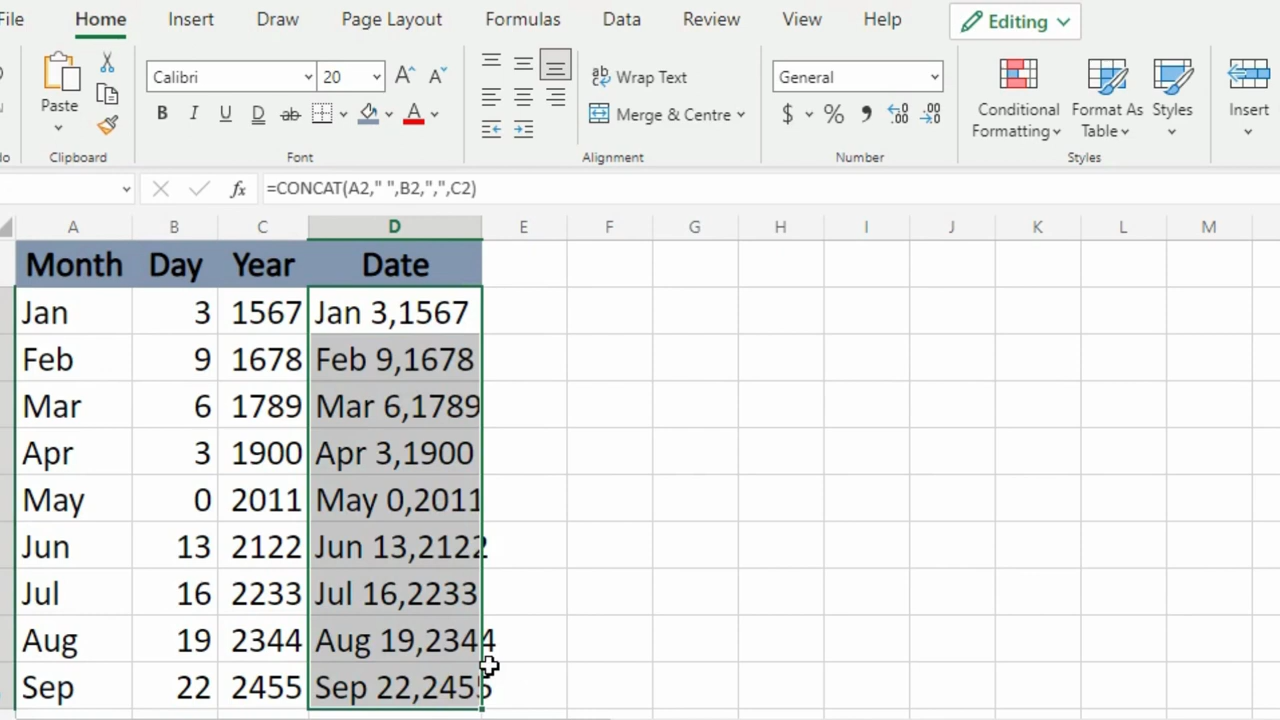 File Home Insert Draw Page Layout Formulas Data Review View Help Editing
Calibri 20 A A Wrap Text General
Paste B I U D ab A Merge & Centre $ % , .00 .00 Conditional Formatting Format As Table Styles Insert
Clipboard Font Alignment Number Styles
fx =CONCAT(A2," ",B2,",",C2)
A B C D E F G H I J K L M
Month Day Year Date
Jan 3 1567 Jan 3,1567
Feb 9 1678 Feb 9,1678
Mar 6 1789 Mar 6,1789
Apr 3 1900 Apr 3,1900
May 0 2011 May 0,2011
Jun 13 2122 Jun 13,2122
Jul 16 2233 Jul 16,2233
Aug 19 2344 Aug 19,2344
Sep 22 2455 Sep 22,2455